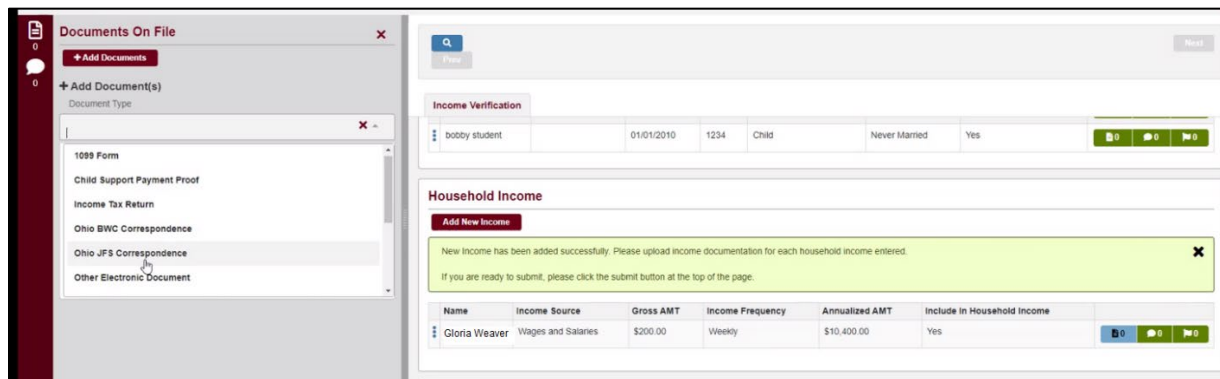 0
0
Documents On File
+ Add Documents
+ Add Document(s)
Document Type
1099 Form
Child Support Payment Proof
Income Tax Return
Ohio BWC Correspondence
Ohio JFS Correspondence
Other Electronic Document
Prev
Next
Income Verification
bobby student 01/01/2010 1234 Child Never Married Yes 0 0 0
Household Income
Add New Income
New Income has been added successfully. Please upload income documentation for each household income entered.
If you are ready to submit, please click the submit button at the top of the page.
Name Income Source Gross AMT Income Frequency Annualized AMT Include in Household Income
Gloria Weaver Wages and Salaries $200.00 Weekly $10,400.00 Yes 0 0 0